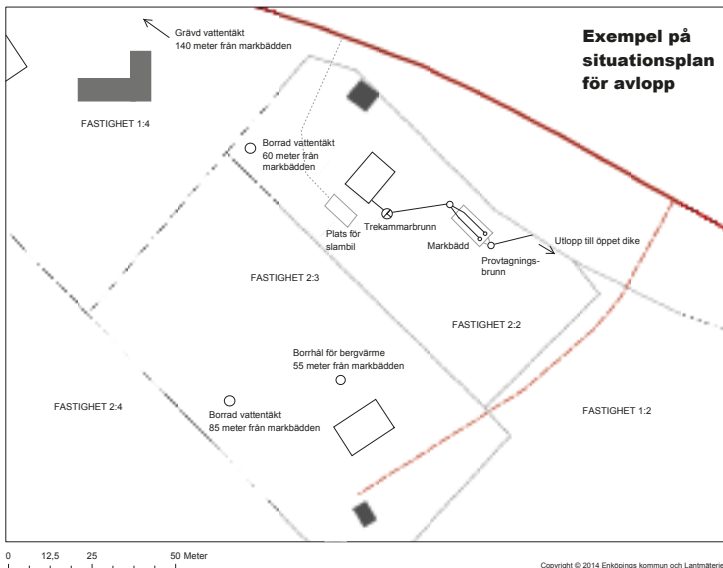 Exempel på
situationsplan
för avlopp
Grävd vattentäkt
140 meter från markbädden
FASTIGHET 1:4
Borrad vattentäkt
60 meter från
markbädden
Trekammarbrunn
Plats för
slambil
Markbädd
Provtagnings-
brunn
Utlopp till öppet dike
FASTIGHET 2:3
FASTIGHET 2:2
Borrhål för bergvärme
55 meter från markbädden
FASTIGHET 2:4
Borrad vattentäkt
85 meter från markbädden
FASTIGHET 1:2
0 12,5 25 50 Meter
Copyright © 2014 Enköpings kommun och Lantmäterie